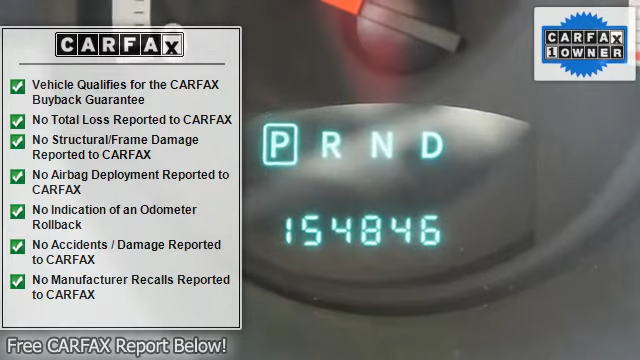 CARFAX
Vehicle Qualifies for the CARFAX
Buyback Guarantee
No Total Loss Reported to CARFAX
No Structural/Frame Damage
Reported to CARFAX
No Airbag Deployment Reported to
CARFAX
No Indication of an Odometer
Rollback
No Accidents / Damage Reported
to CARFAX
No Manufacturer Recalls Reported
to CARFAX
Free CARFAX Report Below!
CARFAX
1 OWNER
P R N D
154846